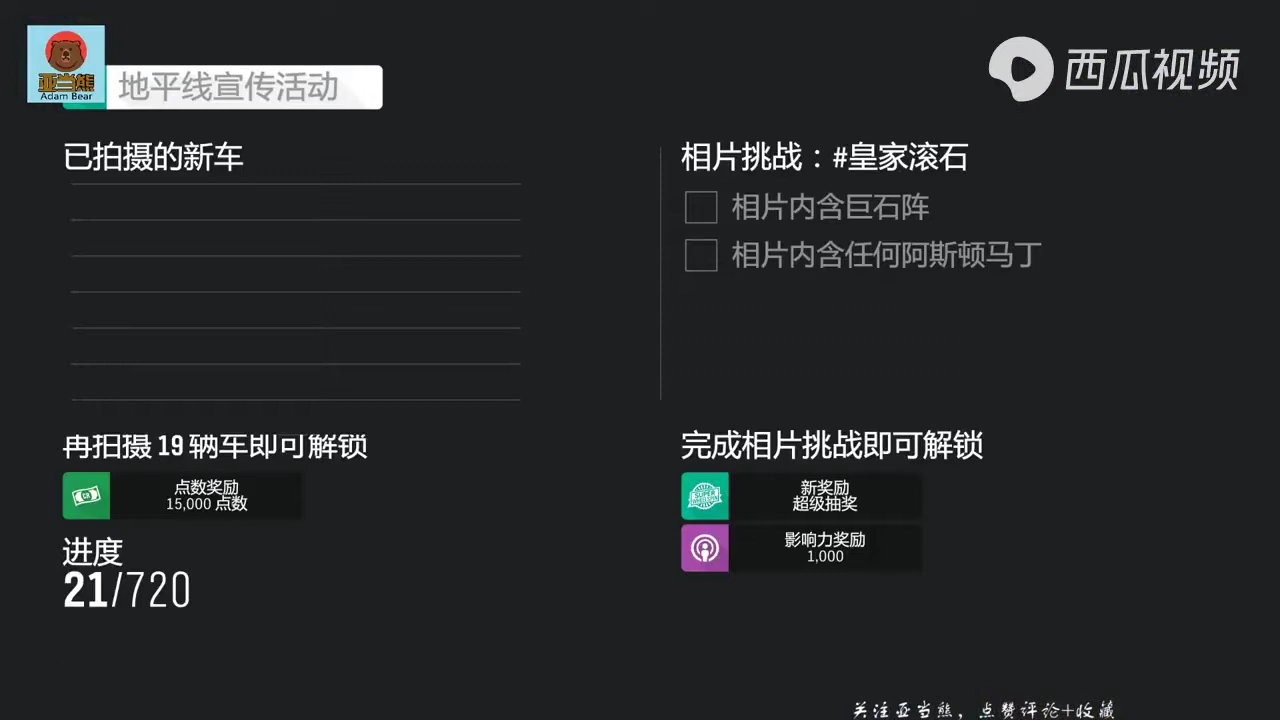 亚当熊
Adam Bear
地平线宣传活动
西瓜视频
已拍摄的新车
相片挑战：#皇家滚石
相片内含巨石阵
相片内含任何阿斯顿马丁
再拍摄 19 辆车即可解锁
CR
点数奖励
15,000 点数
进度
21/720
完成相片挑战即可解锁
新奖励
超级抽奖
影响力奖励
1,000
关注亚当熊，点赞评论+收藏